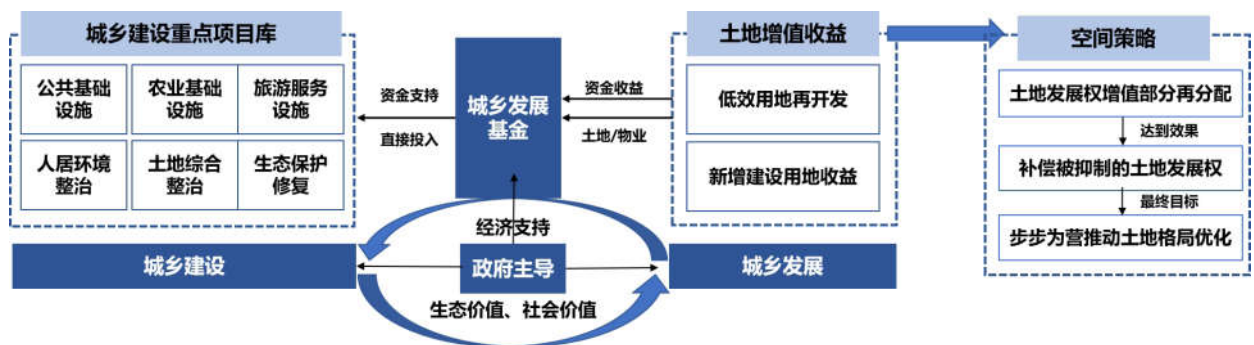 城乡建设重点项目库
公共基础
设施
农业基础
设施
旅游服务
设施
人居环境
整治
土地综合
整治
生态保护
修复
资金支持
直接投入
城乡发展
基金
资金收益
土地/物业
土地增值收益
低效用地再开发
新增建设用地收益
空间策略
土地发展权增值部分再分配
达到效果
补偿被抑制的土地发展权
最终目标
步步为营推动土地格局优化
经济支持
城乡建设
政府主导
城乡发展
生态价值、社会价值